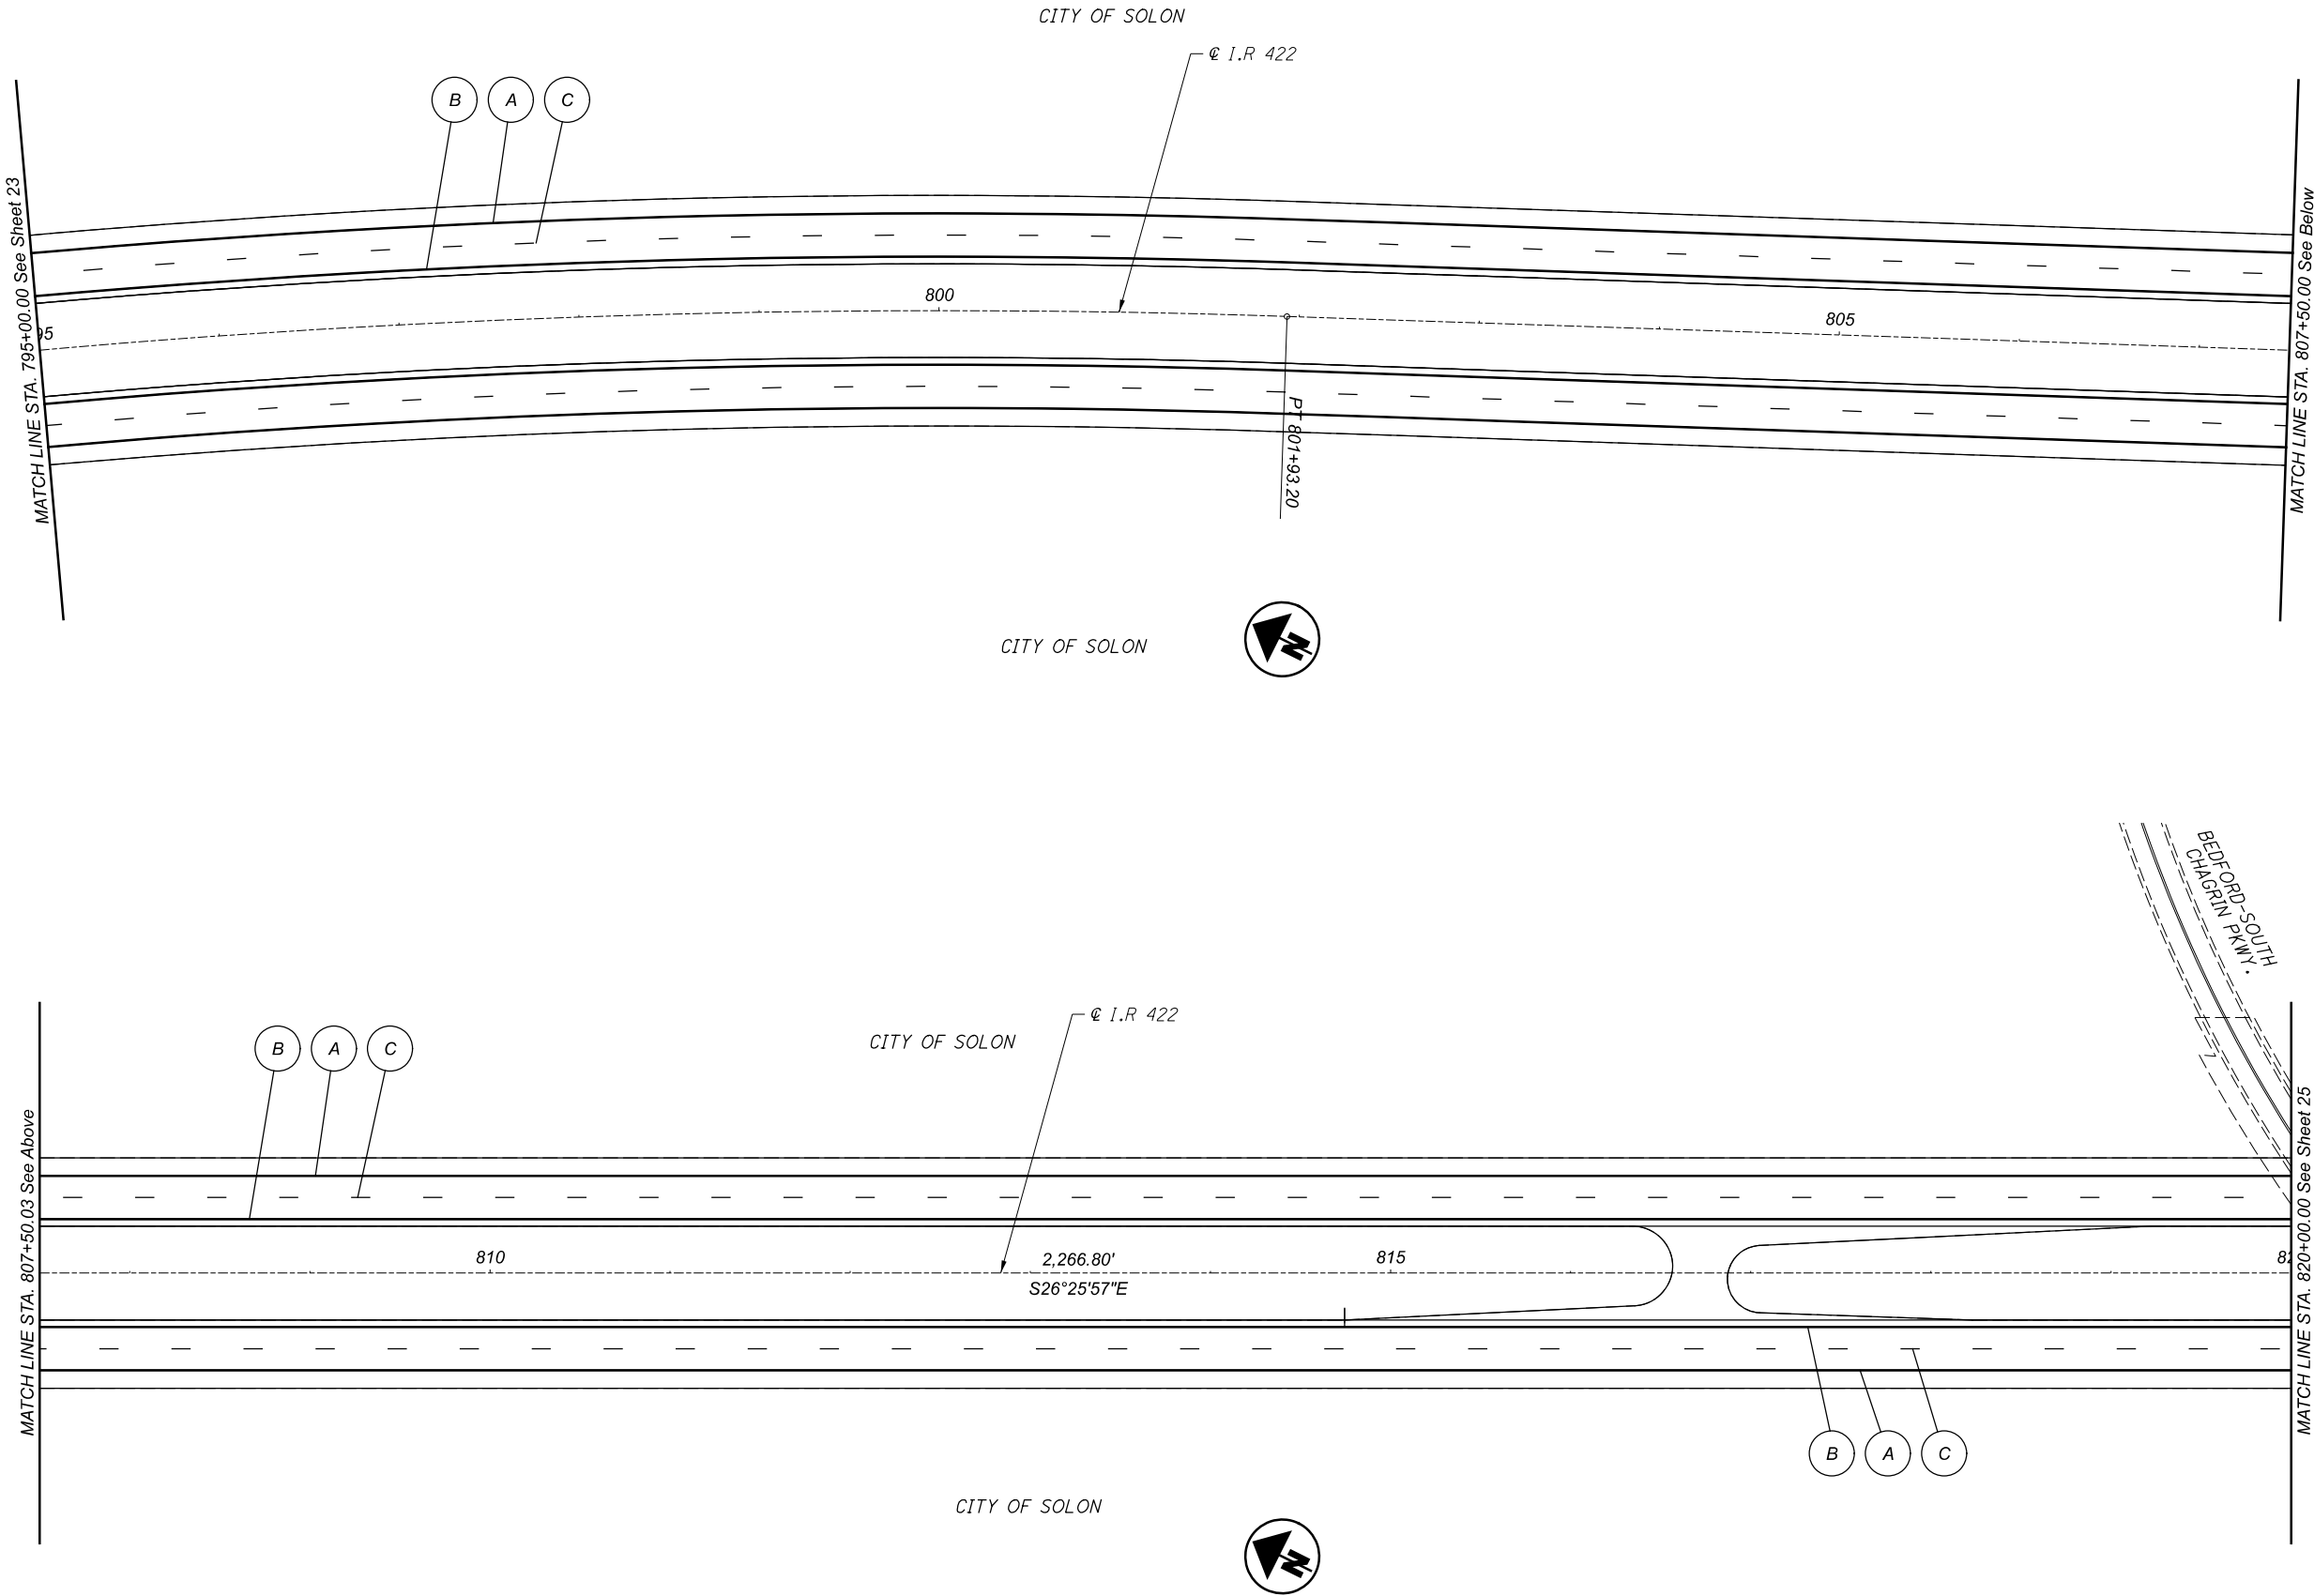 CITY OF SOLON
℄ I.R 422
B A C
MATCH LINE STA. 795+00.00 See Sheet 23
95
800
805
PT 801+93.20
MATCH LINE STA. 807+50.00 See Below
CITY OF SOLON
N
BEDFORD-SOUTH
CHAGRIN PKWY.
℄ I.R 422
CITY OF SOLON
B A C
MATCH LINE STA. 807+50.03 See Above
810
2,266.80'
S26°25'57"E
815
82
MATCH LINE STA. 820+00.00 See Sheet 25
B A C
CITY OF SOLON
N